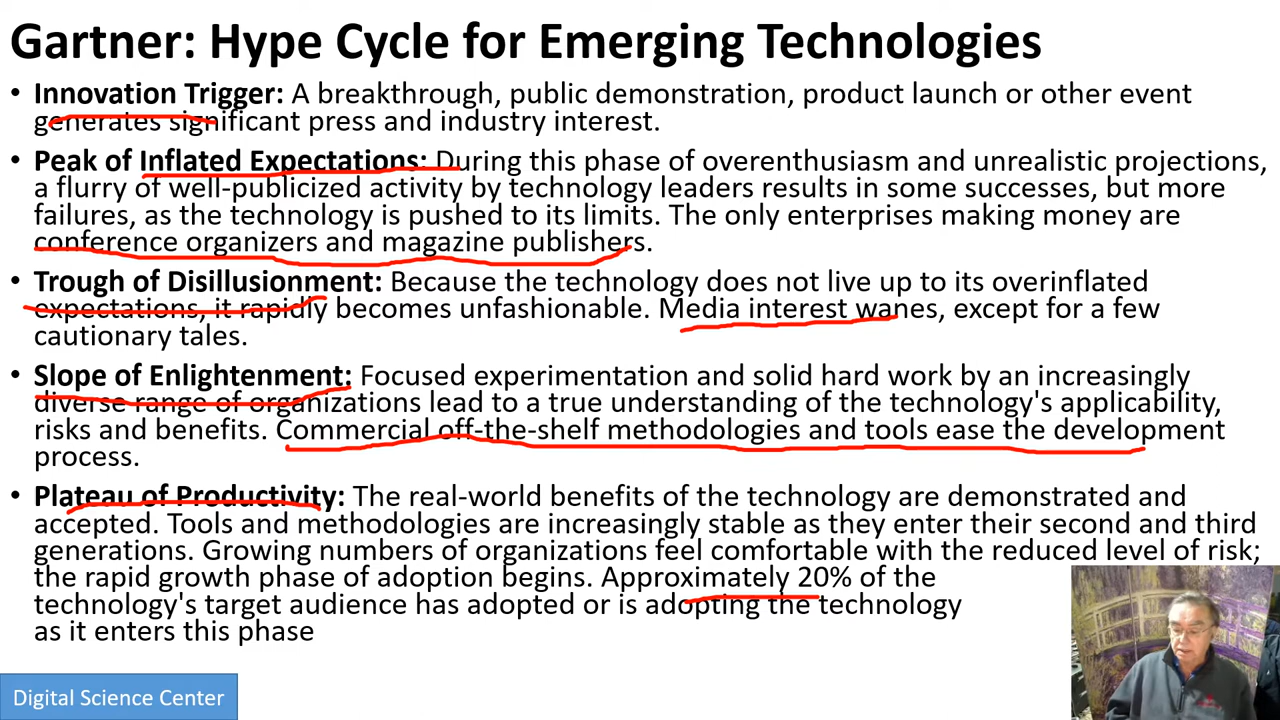 Gartner: Hype Cycle for Emerging Technologies
• Innovation Trigger: A breakthrough, public demonstration, product launch or other event
generates significant press and industry interest.
• Peak of Inflated Expectations: During this phase of overenthusiasm and unrealistic projections,
a flurry of well-publicized activity by technology leaders results in some successes, but more
failures, as the technology is pushed to its limits. The only enterprises making money are
conference organizers and magazine publishers.
• Trough of Disillusionment: Because the technology does not live up to its overinflated
expectations, it rapidly becomes unfashionable. Media interest wanes, except for a few
cautionary tales.
• Slope of Enlightenment: Focused experimentation and solid hard work by an increasingly
diverse range of organizations lead to a true understanding of the technology's applicability,
risks and benefits. Commercial off-the-shelf methodologies and tools ease the development
process.
• Plateau of Productivity: The real-world benefits of the technology are demonstrated and
accepted. Tools and methodologies are increasingly stable as they enter their second and third
generations. Growing numbers of organizations feel comfortable with the reduced level of risk;
the rapid growth phase of adoption begins. Approximately 20% of the
technology's target audience has adopted or is adopting the technology
as it enters this phase
Digital Science Center